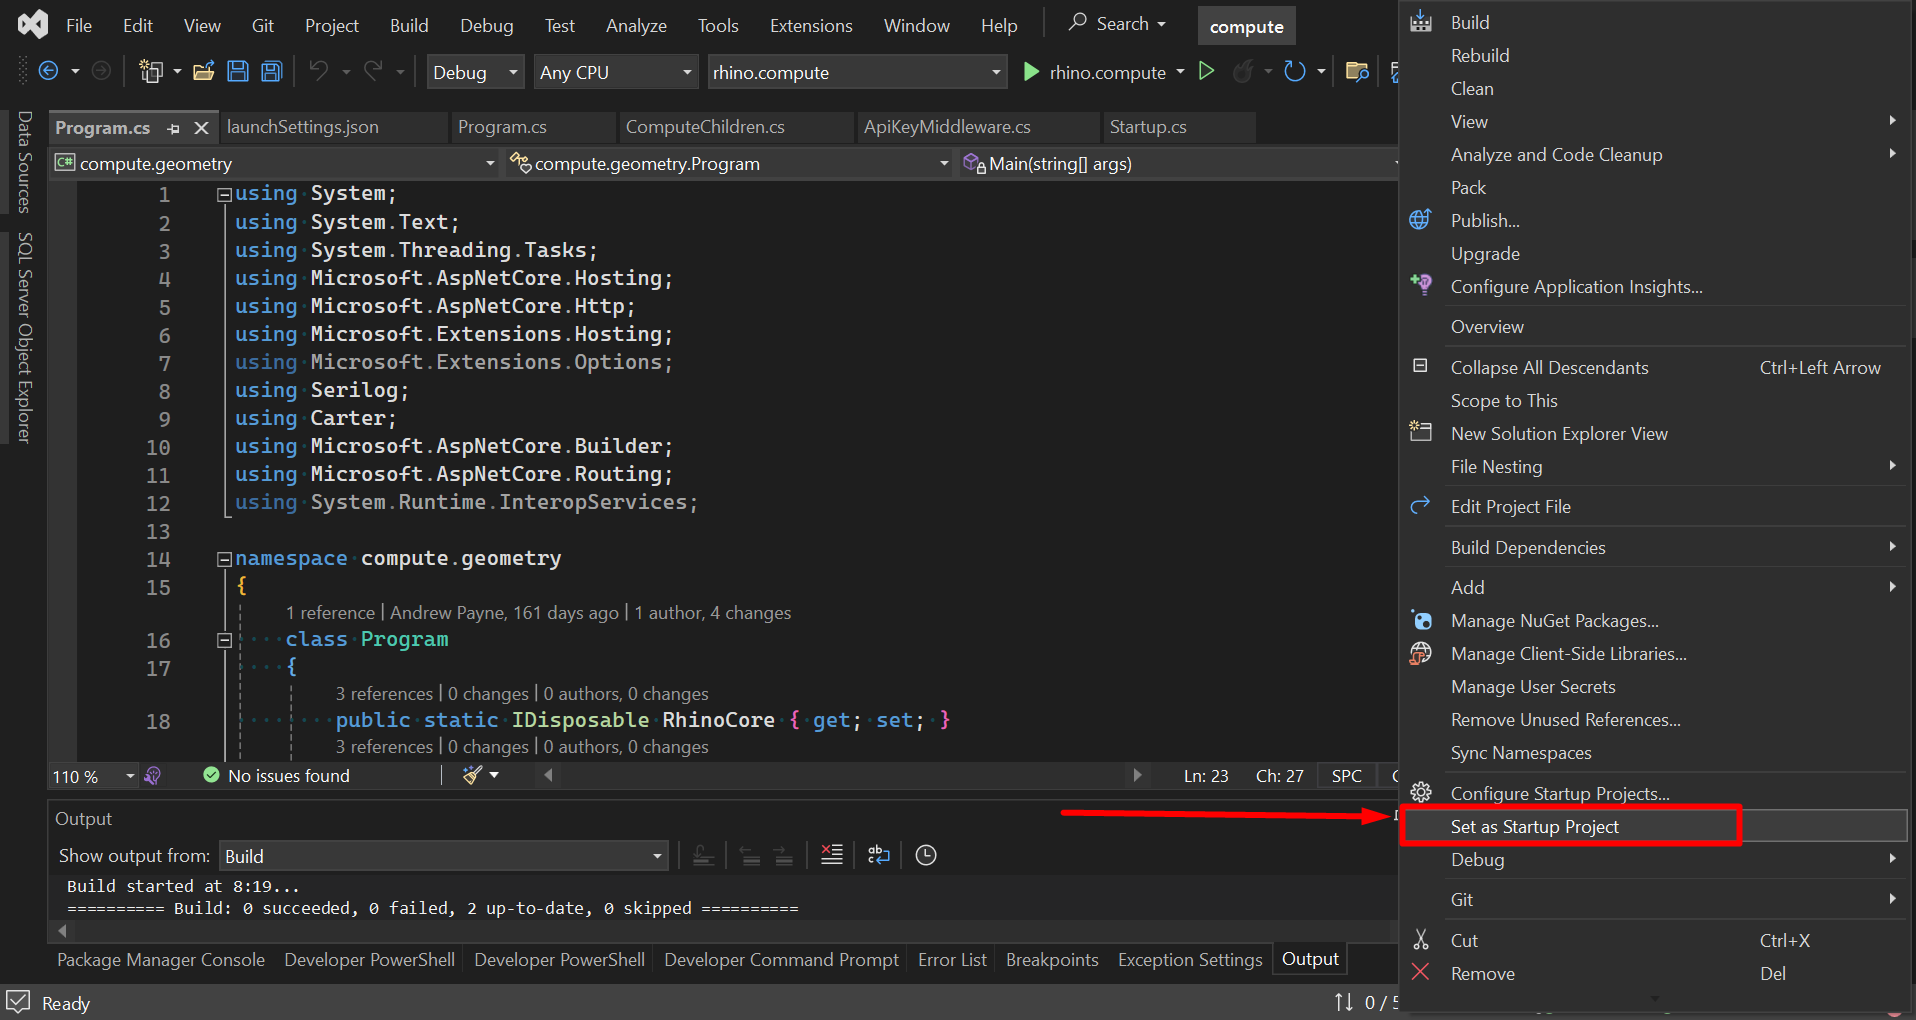 File Edit View Git Project Build Debug Test Analyze Tools Extensions Window Help Search compute
Debug Any CPU rhino.compute rhino.compute
Data Sources
SQL Server Object Explorer
Program.cs launchSettings.json Program.cs ComputeChildren.cs ApiKeyMiddleware.cs Startup.cs
C# compute.geometry compute.geometry.Program Main(string[] args)
1 using System;
2 using System.Text;
3 using System.Threading.Tasks;
4 using Microsoft.AspNetCore.Hosting;
5 using Microsoft.AspNetCore.Http;
6 using Microsoft.Extensions.Hosting;
7 using Microsoft.Extensions.Options;
8 using Serilog;
9 using Carter;
10 using Microsoft.AspNetCore.Builder;
11 using Microsoft.AspNetCore.Routing;
12 using System.Runtime.InteropServices;
13
14 namespace compute.geometry
15 {
1 reference | Andrew Payne, 161 days ago | 1 author, 4 changes
16 class Program
17 {
3 references | 0 changes | 0 authors, 0 changes
18 public static IDisposable RhinoCore { get; set; }
3 references | 0 changes | 0 authors, 0 changes
110 % No issues found Ln: 23 Ch: 27 SPC
Output
Show output from: Build
Build started at 8:19...
========== Build: 0 succeeded, 0 failed, 2 up-to-date, 0 skipped ==========
Package Manager Console Developer PowerShell Developer PowerShell Developer Command Prompt Error List Breakpoints Exception Settings Output
Ready 0 / 5
Build
Rebuild
Clean
View
Analyze and Code Cleanup
Pack
Publish...
Upgrade
Configure Application Insights...
Overview
Collapse All Descendants Ctrl+Left Arrow
Scope to This
New Solution Explorer View
File Nesting
Edit Project File
Build Dependencies
Add
Manage NuGet Packages...
Manage Client-Side Libraries...
Manage User Secrets
Remove Unused References...
Sync Namespaces
Configure Startup Projects...
Set as Startup Project
Debug
Git
Cut Ctrl+X
Remove Del